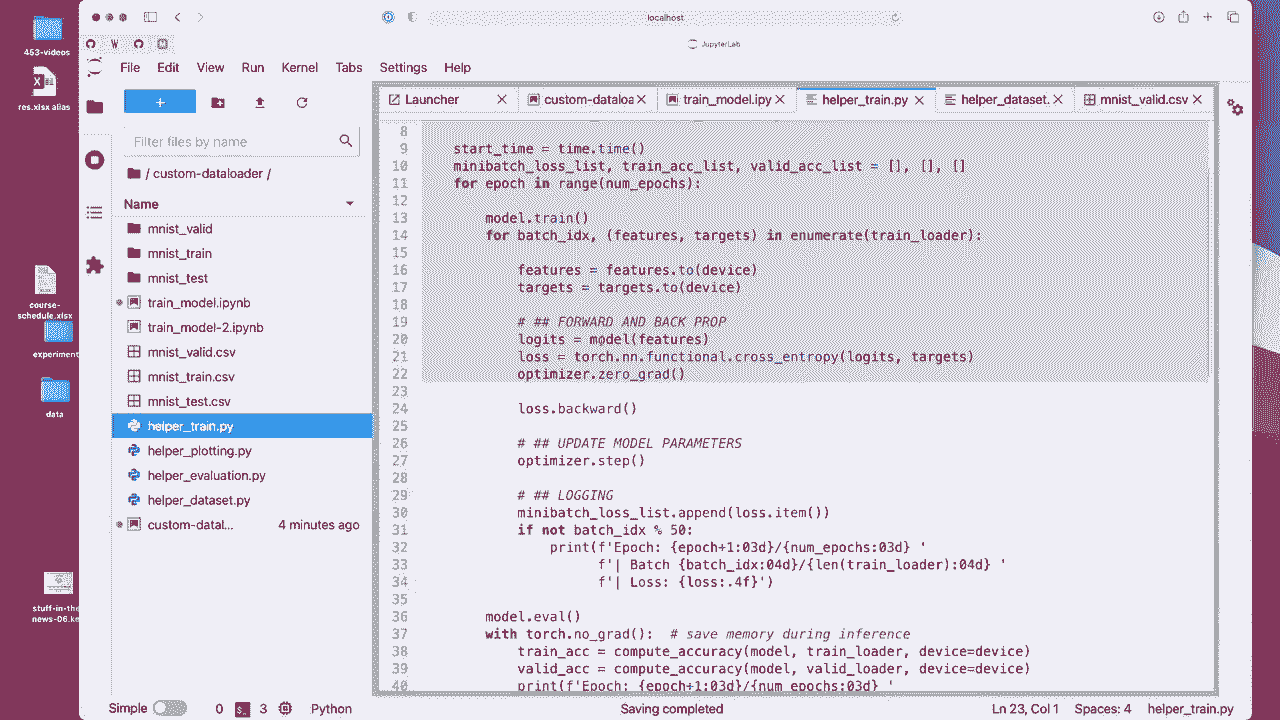 localhost
JupyterLab
453-videos
res.xlsx alias
course-
schedule.xlsx
experiment
data
stuff-in-the
news-06.ke
File Edit View Run Kernel Tabs Settings Help
+
Filter files by name
/ custom-dataloader /
Name
mnist_valid
mnist_train
mnist_test
train_model.ipynb
train_model-2.ipynb
mnist_valid.csv
mnist_train.csv
mnist_test.csv
helper_train.py
helper_plotting.py
helper_evaluation.py
helper_dataset.py
custom-datal... 4 minutes ago
Launcher custom-dataloa train_model.ipy helper_train.py helper_dataset. mnist_valid.csv
8
9 start_time = time.time()
10 minibatch_loss_list, train_acc_list, valid_acc_list = [], [], []
11 for epoch in range(num_epochs):
12
13 model.train()
14 for batch_idx, (features, targets) in enumerate(train_loader):
15
16 features = features.to(device)
17 targets = targets.to(device)
18
19 # ## FORWARD AND BACK PROP
20 logits = model(features)
21 loss = torch.nn.functional.cross_entropy(logits, targets)
22 optimizer.zero_grad()
23
24 loss.backward()
25
26 # ## UPDATE MODEL PARAMETERS
27 optimizer.step()
28
29 # ## LOGGING
30 minibatch_loss_list.append(loss.item())
31 if not batch_idx % 50:
32 print(f'Epoch: {epoch+1:03d}/{num_epochs:03d} '
33 f'| Batch {batch_idx:04d}/{len(train_loader):04d} '
34 f'| Loss: {loss:.4f}')
35
36 model.eval()
37 with torch.no_grad(): # save memory during inference
38 train_acc = compute_accuracy(model, train_loader, device=device)
39 valid_acc = compute_accuracy(model, valid_loader, device=device)
40 print(f'Epoch: {epoch+1:03d}/{num_epochs:03d} '
Simple 0 3 Python Saving completed Ln 23, Col 1 Spaces: 4 helper_train.py